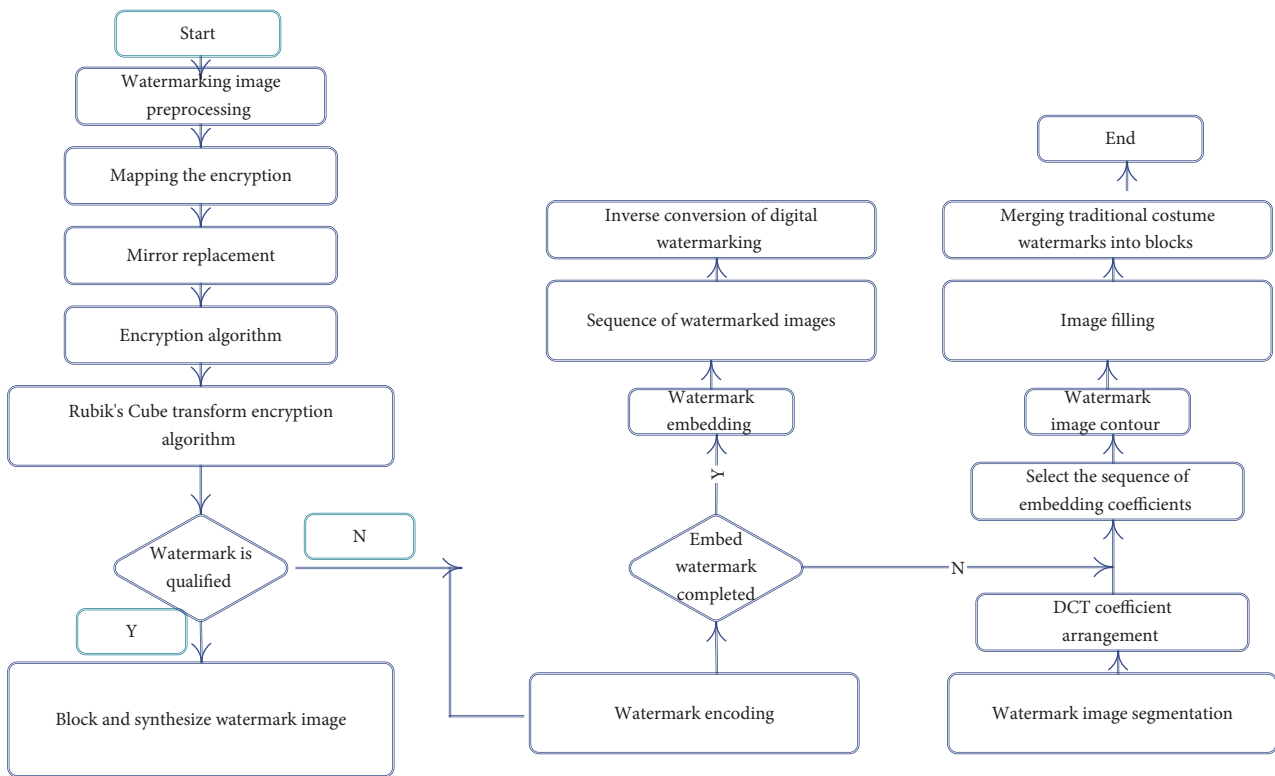 Start
Watermarking image
preprocessing
Mapping the encryption
Mirror replacement
Encryption algorithm
Rubik's Cube transform encryption
algorithm
Watermark is
qualified
N
Y
Block and synthesize watermark image
Inverse conversion of digital
watermarking
Sequence of watermarked images
Watermark
embedding
Y
Embed
watermark
completed
N
Watermark encoding
End
Merging traditional costume
watermarks into blocks
Image filling
Watermark
image contour
Select the sequence of
embedding coefficients
DCT coefficient
arrangement
Watermark image segmentation